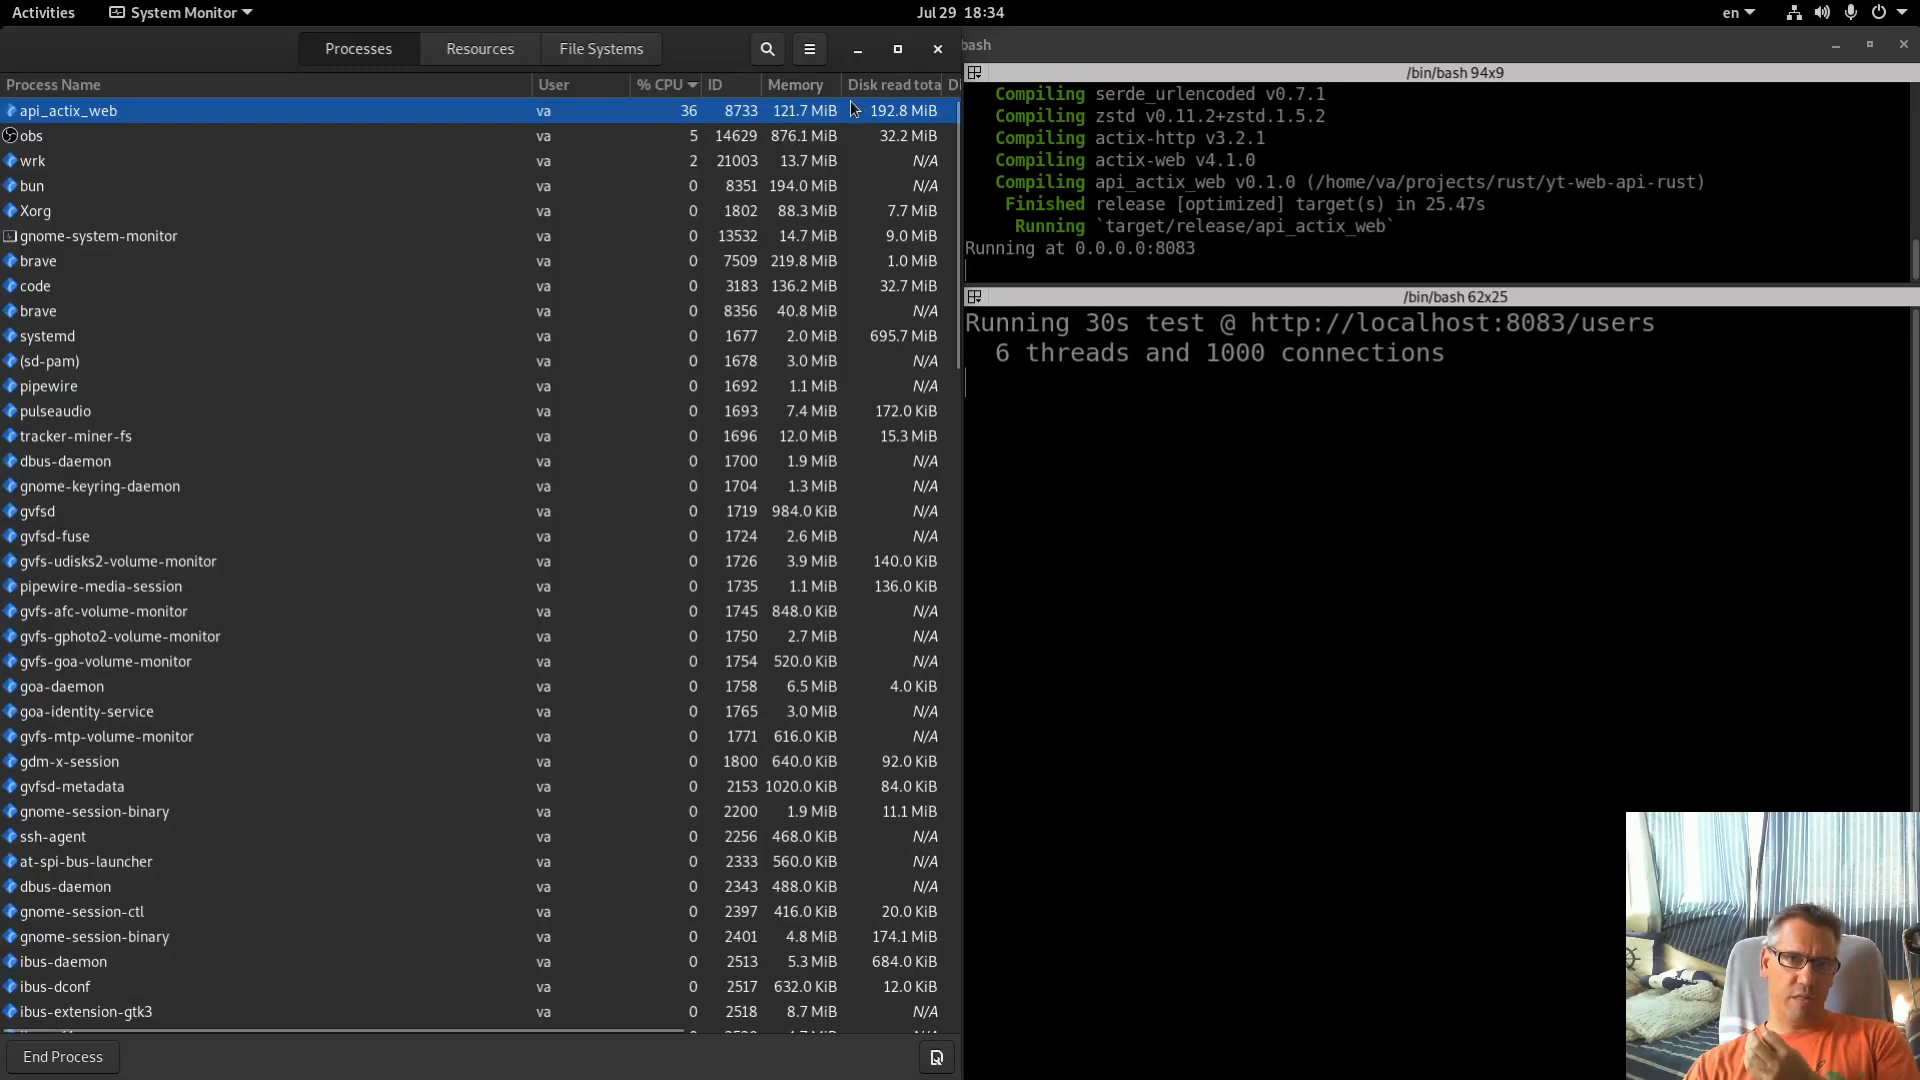 Activities System Monitor Jul 29 18:34 en
Processes Resources File Systems
Process Name User % CPU ID Memory Disk read tota
api_actix_web va 36 8733 121.7 MiB 192.8 MiB
obs va 5 14629 876.1 MiB 32.2 MiB
wrk va 2 21003 13.7 MiB N/A
bun va 0 8351 194.0 MiB N/A
Xorg va 0 1802 88.3 MiB 7.7 MiB
gnome-system-monitor va 0 13532 14.7 MiB 9.0 MiB
brave va 0 7509 219.8 MiB 1.0 MiB
code va 0 3183 136.2 MiB 32.7 MiB
brave va 0 8356 40.8 MiB N/A
systemd va 0 1677 2.0 MiB 695.7 MiB
(sd-pam) va 0 1678 3.0 MiB N/A
pipewire va 0 1692 1.1 MiB N/A
pulseaudio va 0 1693 7.4 MiB 172.0 KiB
tracker-miner-fs va 0 1696 12.0 MiB 15.3 MiB
dbus-daemon va 0 1700 1.9 MiB N/A
gnome-keyring-daemon va 0 1704 1.3 MiB N/A
gvfsd va 0 1719 984.0 KiB N/A
gvfsd-fuse va 0 1724 2.6 MiB N/A
gvfs-udisks2-volume-monitor va 0 1726 3.9 MiB 140.0 KiB
pipewire-media-session va 0 1735 1.1 MiB 136.0 KiB
gvfs-afc-volume-monitor va 0 1745 848.0 KiB N/A
gvfs-gphoto2-volume-monitor va 0 1750 2.7 MiB N/A
gvfs-goa-volume-monitor va 0 1754 520.0 KiB N/A
goa-daemon va 0 1758 6.5 MiB 4.0 KiB
goa-identity-service va 0 1765 3.0 MiB N/A
gvfs-mtp-volume-monitor va 0 1771 616.0 KiB N/A
gdm-x-session va 0 1800 640.0 KiB 92.0 KiB
gvfsd-metadata va 0 2153 1020.0 KiB 84.0 KiB
gnome-session-binary va 0 2200 1.9 MiB 11.1 MiB
ssh-agent va 0 2256 468.0 KiB N/A
at-spi-bus-launcher va 0 2333 560.0 KiB N/A
dbus-daemon va 0 2343 488.0 KiB N/A
gnome-session-ctl va 0 2397 416.0 KiB 20.0 KiB
gnome-session-binary va 0 2401 4.8 MiB 174.1 MiB
ibus-daemon va 0 2513 5.3 MiB 684.0 KiB
ibus-dconf va 0 2517 632.0 KiB 12.0 KiB
ibus-extension-gtk3 va 0 2518 8.7 MiB N/A
End Process
bash
/bin/bash 94x9
Compiling serde_urlencoded v0.7.1
Compiling zstd v0.11.2+zstd.1.5.2
Compiling actix-http v3.2.1
Compiling actix-web v4.1.0
Compiling api_actix_web v0.1.0 (/home/va/projects/rust/yt-web-api-rust)
Finished release [optimized] target(s) in 25.47s
Running `target/release/api_actix_web`
Running at 0.0.0.0:8083
/bin/bash 62x25
Running 30s test @ http://localhost:8083/users
6 threads and 1000 connections